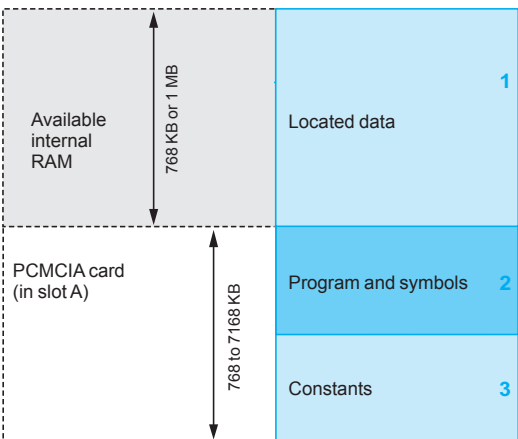 Available
internal
RAM
768 KB or 1 MB
Located data
1
PCMCIA card
(in slot A)
768 to 7168 KB
Program and symbols
2
Constants
3